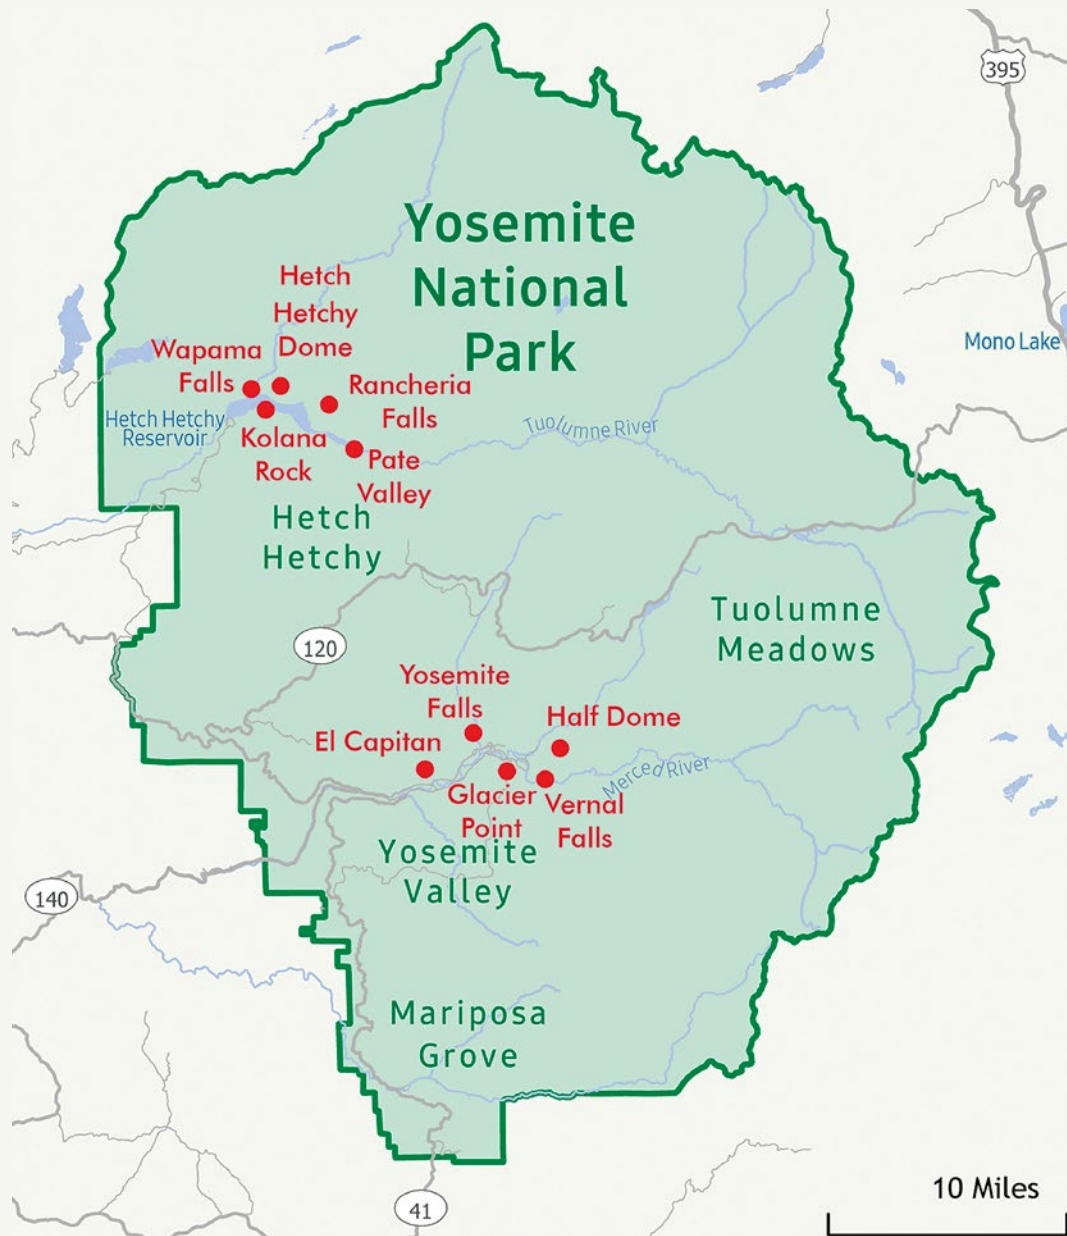 395
Yosemite
National
Park
Hetch
Hetchy
Dome
Wapama
Falls
Mono Lake
Rancheria
Falls
Hetch Hetchy
Reservoir
Kolana
Rock
Tuolumne River
Pate
Valley
Hetch
Hetchy
Tuolumne
Meadows
120
Yosemite
Falls
Half Dome
El Capitan
Merced River
Glacier
Point
Vernal
Falls
Yosemite
Valley
140
Mariposa
Grove
10 Miles
41